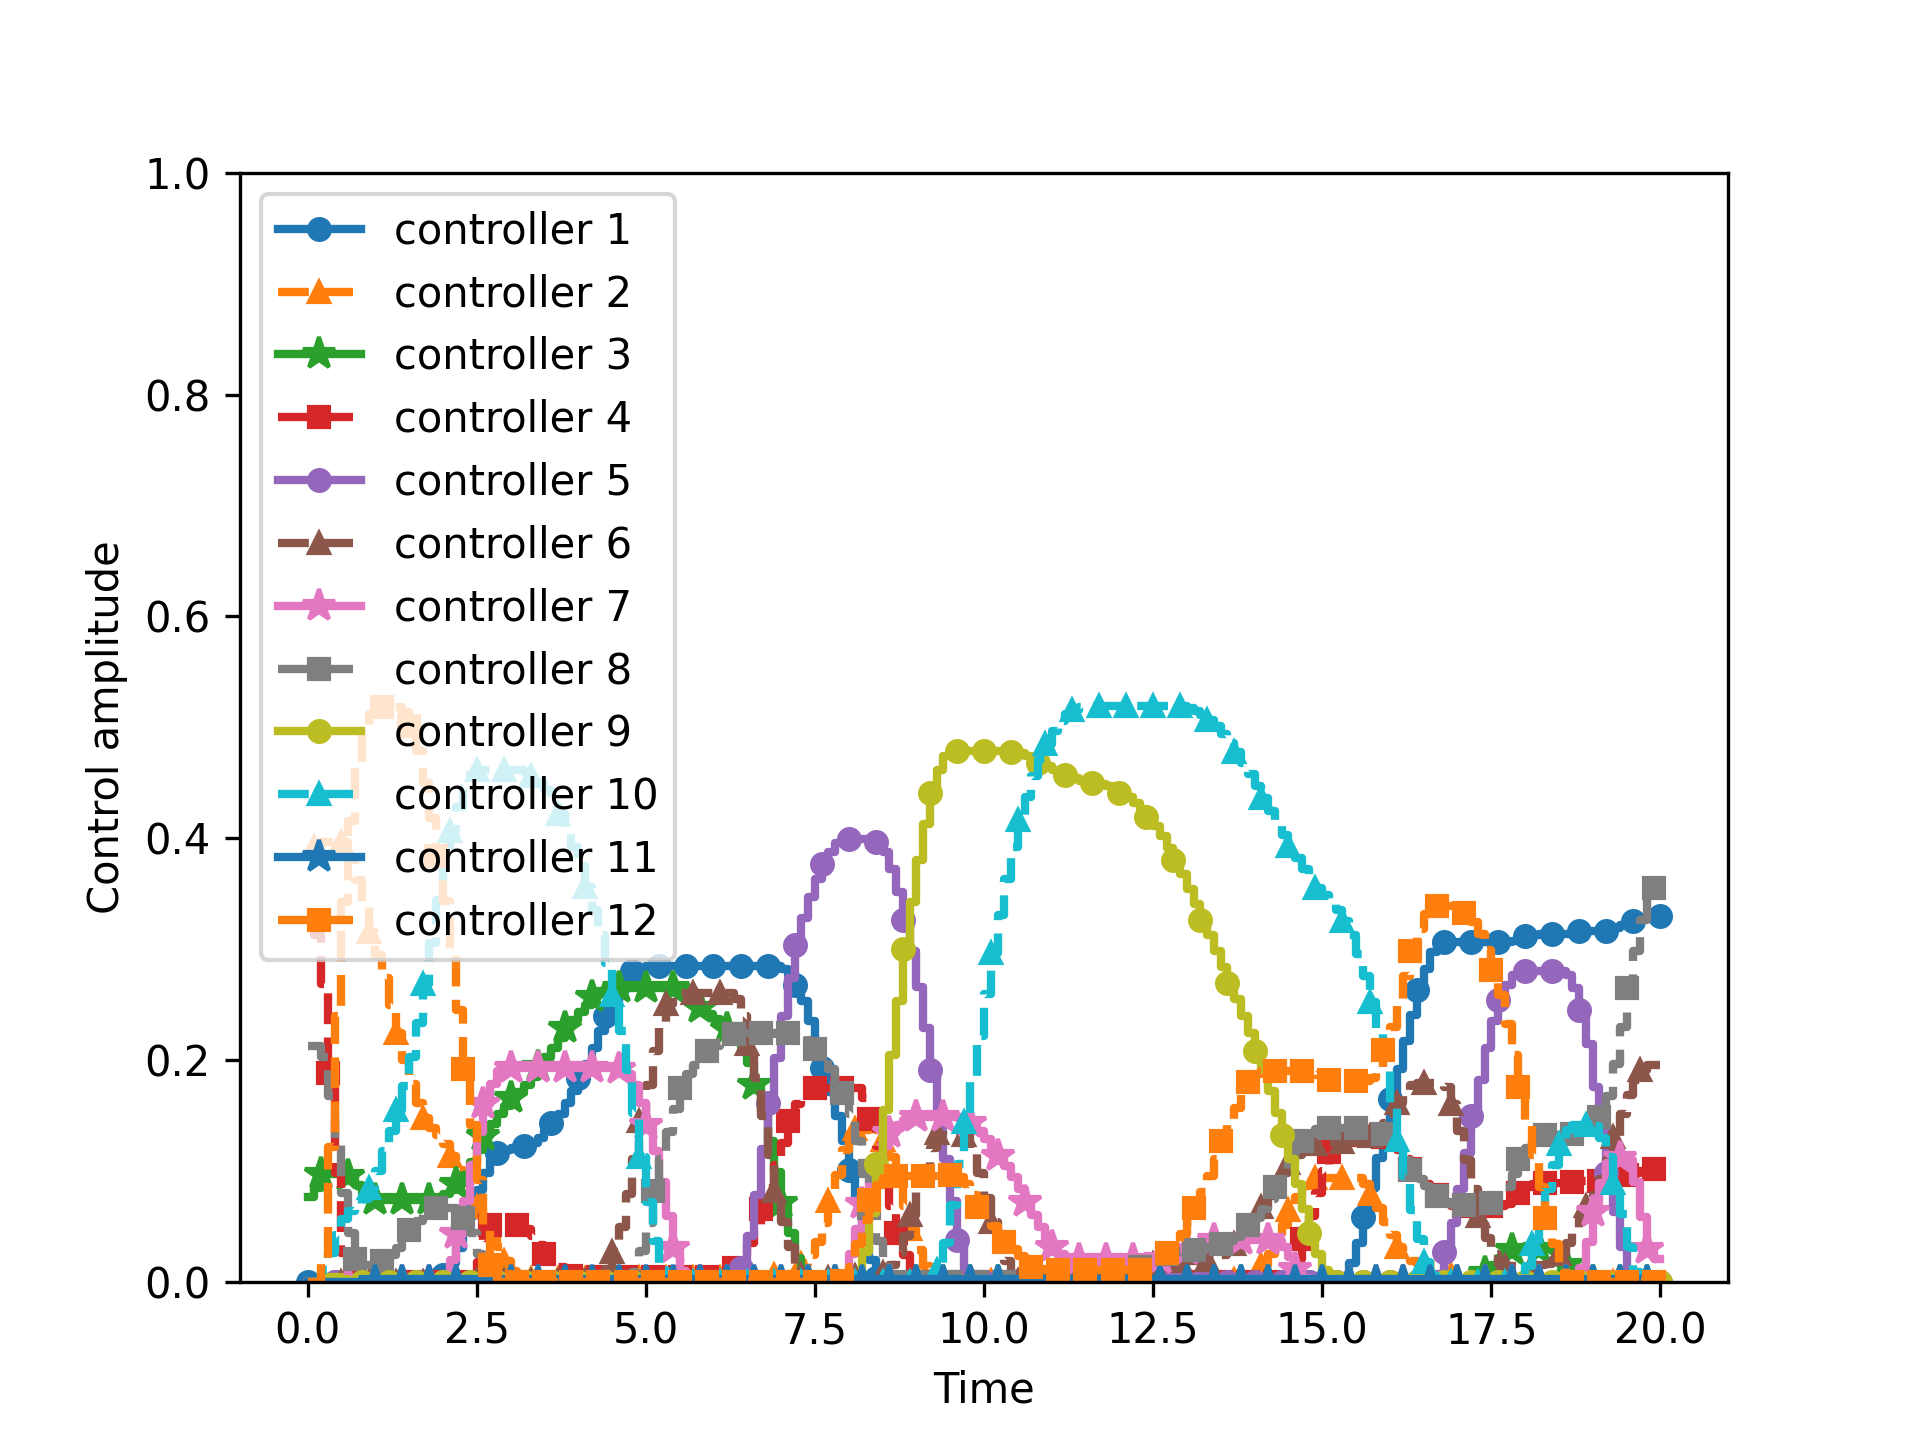 1.0
0.8
0.6
0.4
0.2
0.0
Control amplitude
controller 1
controller 2
controller 3
controller 4
controller 5
controller 6
controller 7
controller 8
controller 9
controller 10
controller 11
controller 12
0.0 2.5 5.0 7.5 10.0 12.5 15.0 17.5 20.0
Time